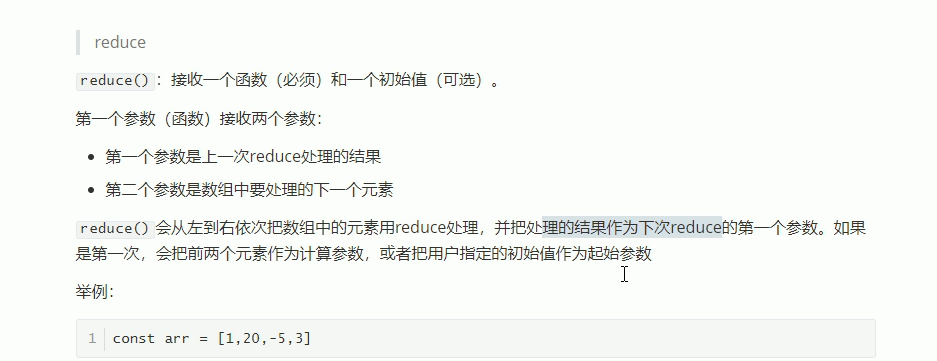 reduce
reduce()：接收一个函数（必须）和一个初始值（可选）。
第一个参数（函数）接收两个参数：
第一个参数是上一次reduce处理的结果
第二个参数是数组中要处理的下一个元素
reduce()会从左到右依次把数组中的元素用reduce处理，并把处理的结果作为下次reduce的第一个参数。如果
是第一次，会把前两个元素作为计算参数，或者把用户指定的初始值作为起始参数
举例：
1 const arr = [1,20,-5,3]